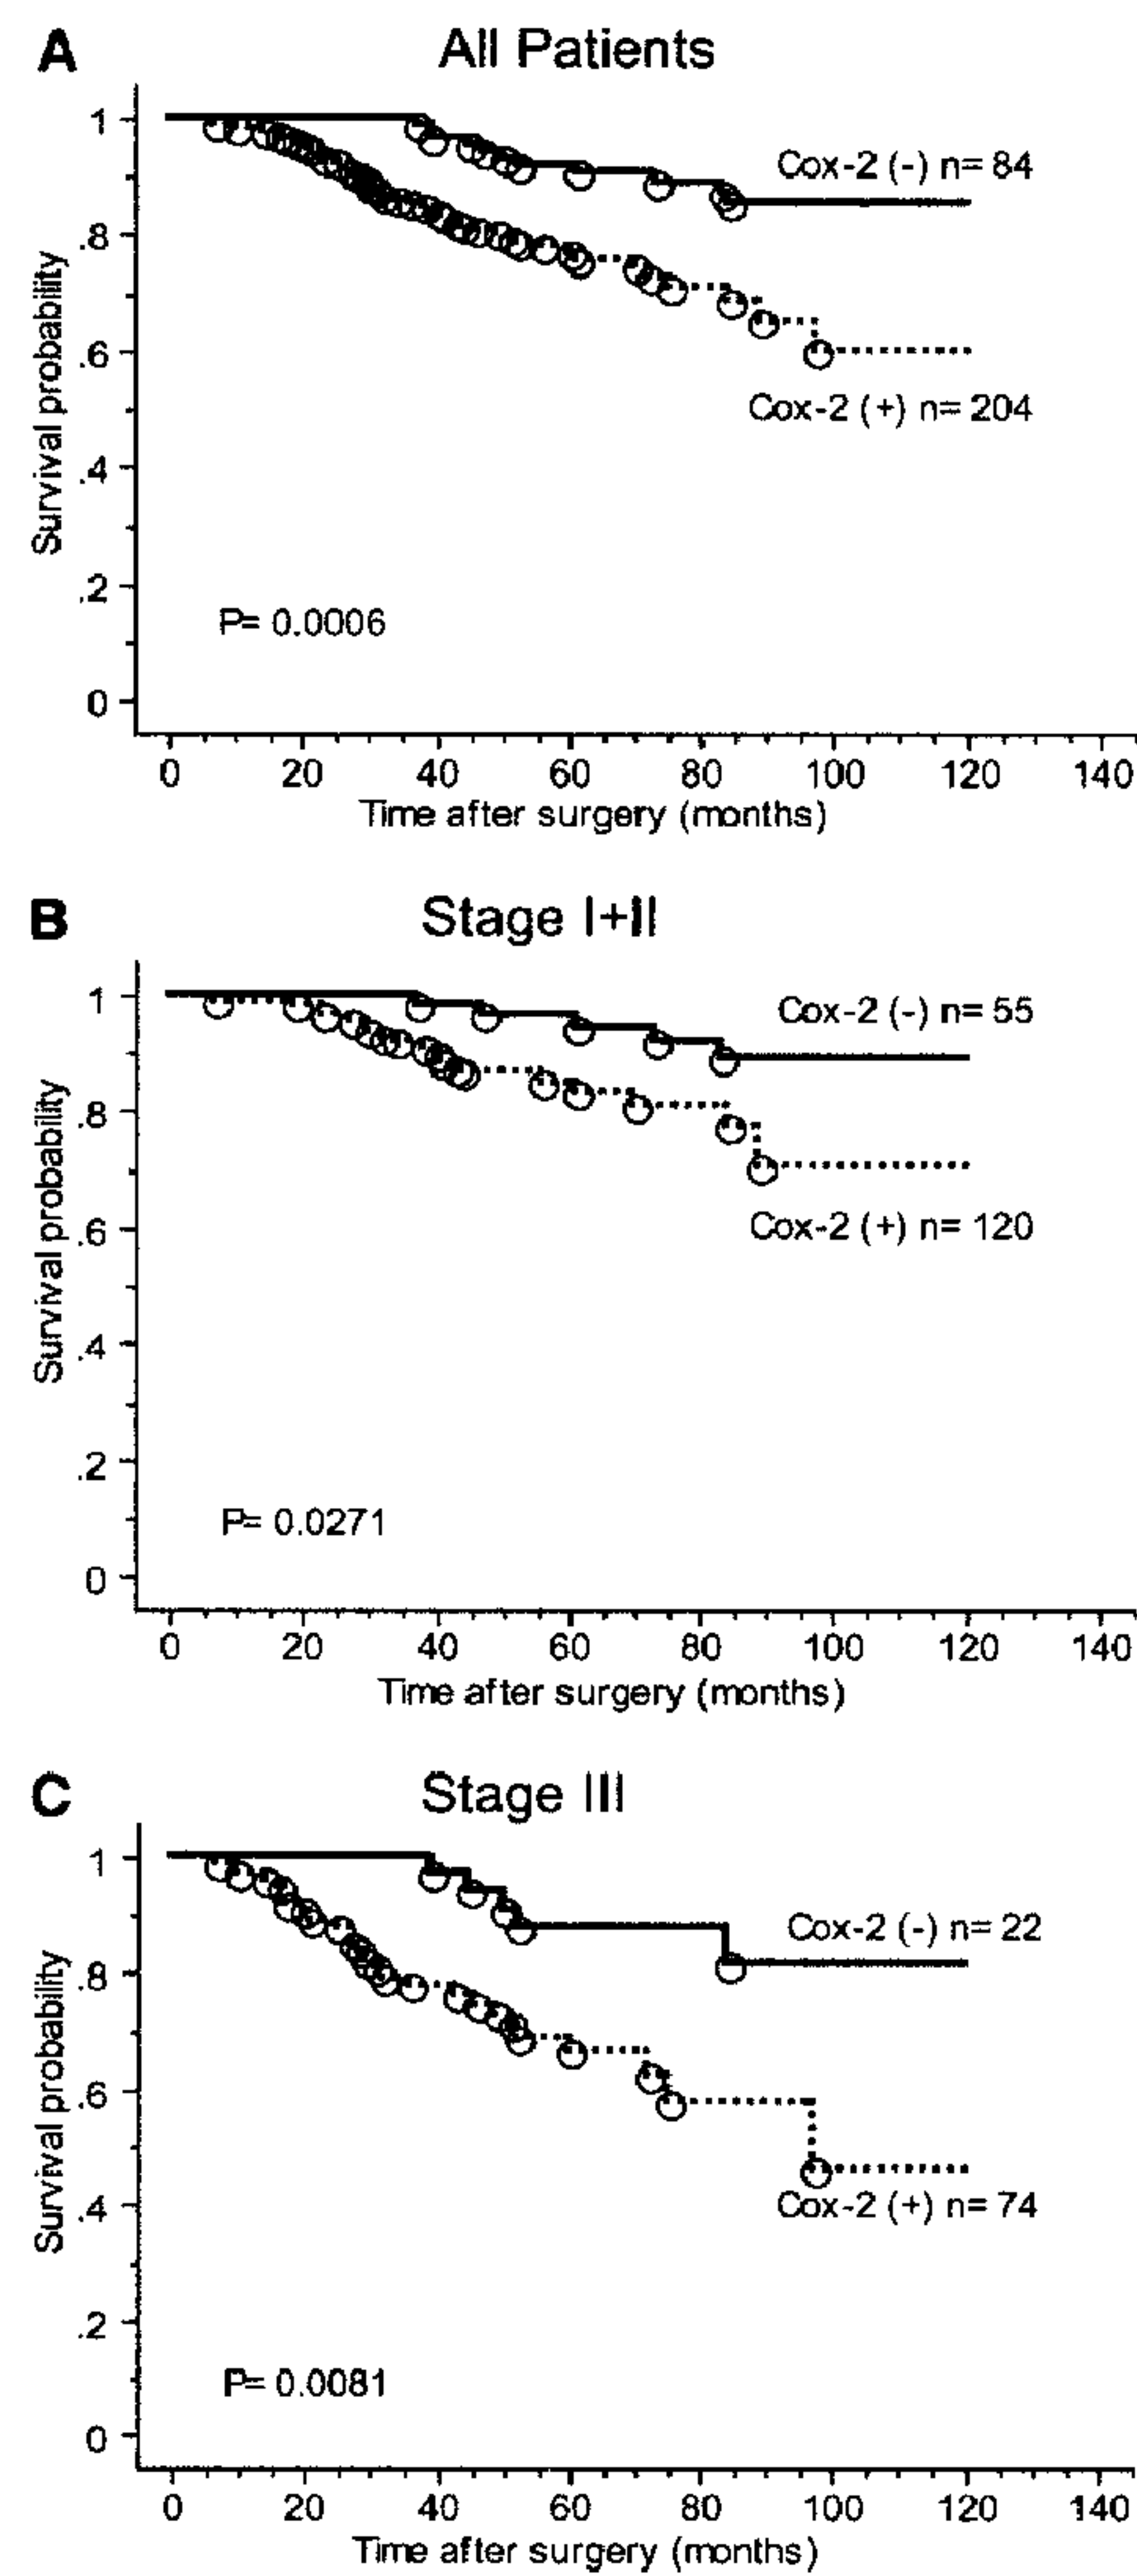 A
All Patients
1
.8
.6
.4
.2
0
Survival probability
Cox-2 (-) n= 84
Cox-2 (+) n= 204
P= 0.0006
0 20 40 60 80 100 120 140
Time after surgery (months)
B
Stage I+II
1
.8
.6
.4
.2
0
Survival probability
Cox-2 (-) n= 55
Cox-2 (+) n= 120
P= 0.0271
0 20 40 60 80 100 120 140
Time after surgery (months)
C
Stage III
1
.8
.6
.4
.2
0
Survival probability
Cox-2 (-) n= 22
Cox-2 (+) n= 74
P= 0.0081
0 20 40 60 80 100 120 140
Time after surgery (months)